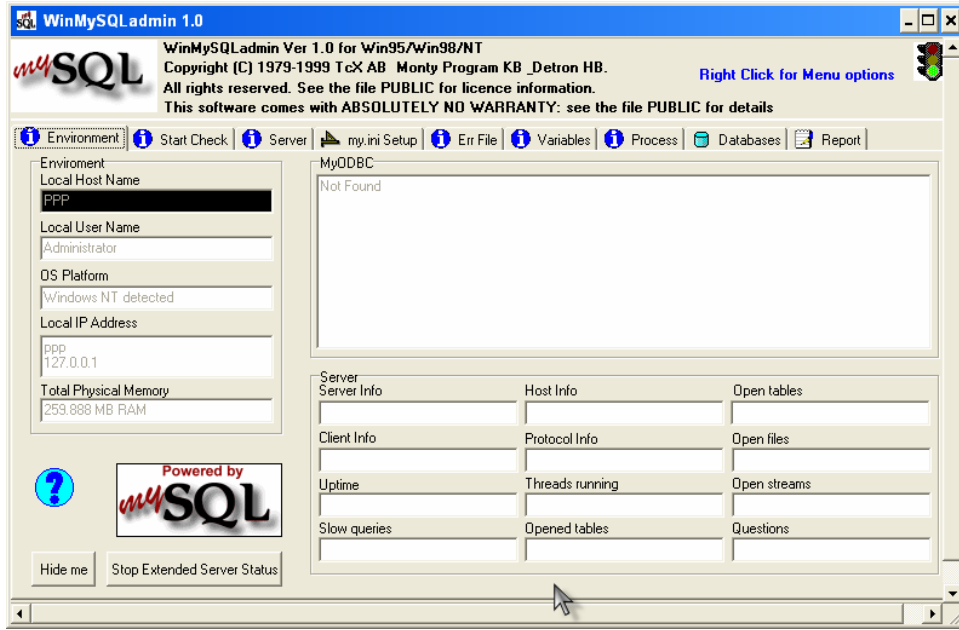 WinMySQLadmin 1.0
mySQL
WinMySQLadmin Ver 1.0 for Win95/Win98/NT
Copyright (C) 1979-1999 TcX AB Monty Program KB _Detron HB.
All rights reserved. See the file PUBLIC for licence information.
This software comes with ABSOLUTELY NO WARRANTY: see the file PUBLIC for details
Right Click for Menu options
Environment Start Check Server my.ini Setup Err File Variables Process Databases Report
Enviroment
Local Host Name
PPP
Local User Name
Administrator
OS Platform
Windows NT detected
Local IP Address
ppp
127.0.0.1
Total Physical Memory
259.888 MB RAM
MyODBC
Not Found
Server
Server Info Host Info Open tables
Client Info Protocol Info Open files
Uptime Threads running Open streams
Slow queries Opened tables Questions
?
Powered by
mySQL
Hide me Stop Extended Server Status